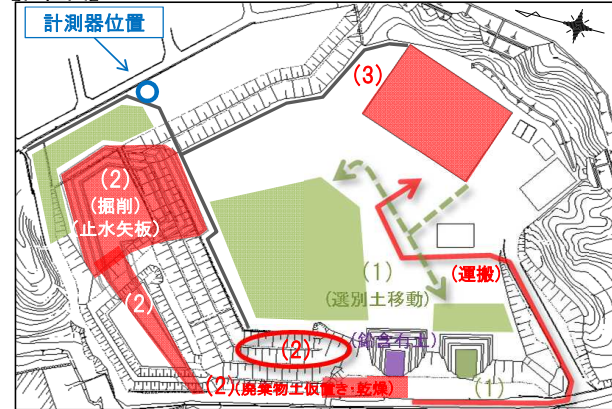 計測器位置
(3)
(2)
(掘削)
(止水矢板)
(2)
(1)
(選別土移動)
(運搬)
(2)
(鉛含有土)
(2)(廃棄物土仮置き・乾燥)
(1)